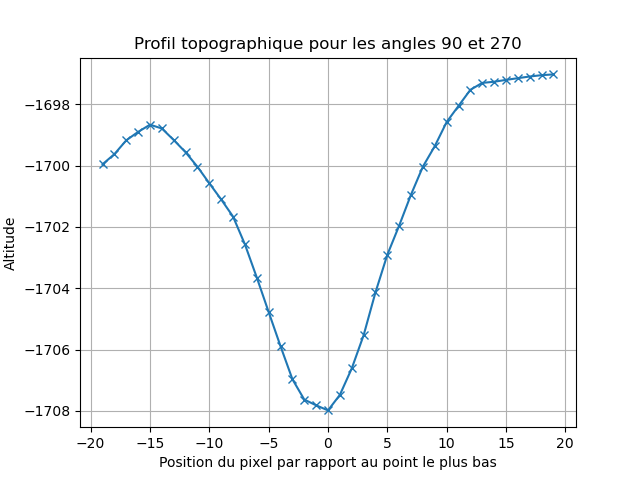 Profil topographique pour les angles 90 et 270
Altitude
−1698
−1700
−1702
−1704
−1706
−1708
−20 −15 −10 −5 0 5 10 15 20
Position du pixel par rapport au point le plus bas